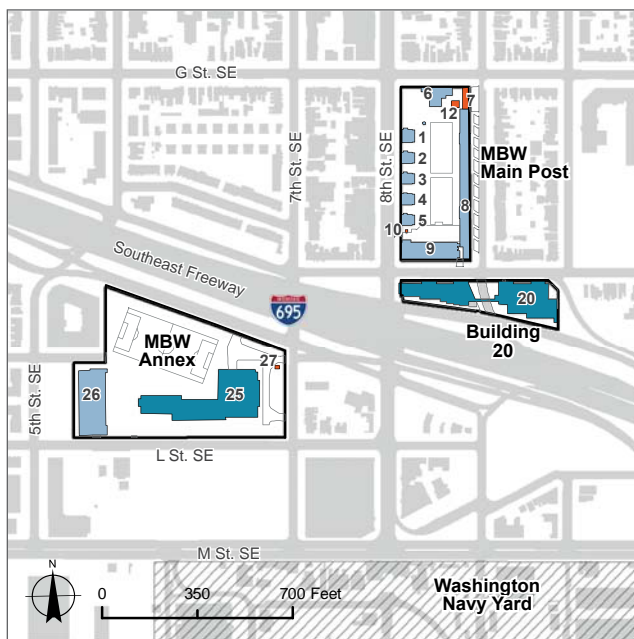 G St. SE
6
7
12
7th St. SE
8th St. SE
1
2
3
4
5
8
10
9
MBW
Main Post
Southeast Freeway
695
20
Building
20
MBW
Annex
27
5th St. SE
26
25
L St. SE
M St. SE
N
0 350 700 Feet
Washington
Navy Yard